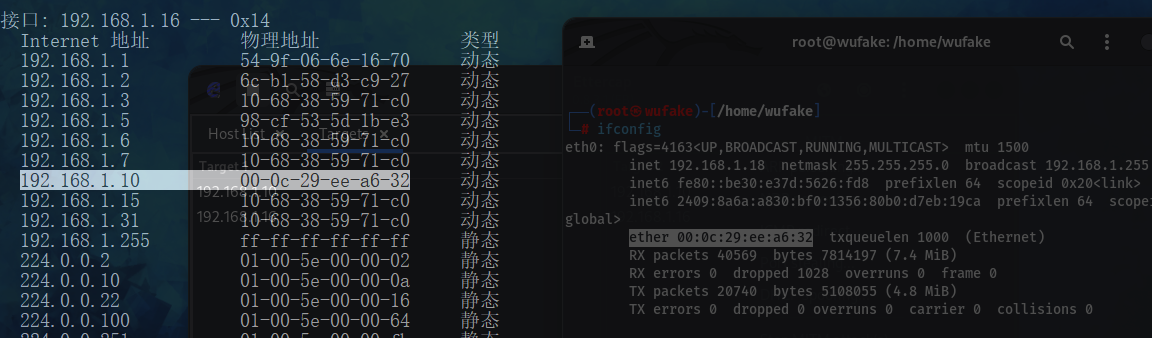 接口: 192.168.1.16 --- 0x14
Internet 地址 物理地址 类型
192.168.1.1 54-9f-06-6e-16-70 动态
192.168.1.2 6c-b1-58-d3-c9-27 动态
192.168.1.3 10-68-38-59-71-c0 动态
192.168.1.5 98-cf-53-5d-1b-e3 动态
192.168.1.6 10-68-38-59-71-c0 动态
192.168.1.7 10-68-38-59-71-c0 动态
192.168.1.10 00-0c-29-ee-a6-32 动态
192.168.1.15 10-68-38-59-71-c0 动态
192.168.1.31 10-68-38-59-71-c0 动态
192.168.1.255 ff-ff-ff-ff-ff-ff 静态
224.0.0.2 01-00-5e-00-00-02 静态
224.0.0.10 01-00-5e-00-00-0a 静态
224.0.0.22 01-00-5e-00-00-16 静态
224.0.0.100 01-00-5e-00-00-64 静态
Host List × Targets ×
Target
root@wufake: /home/wufake
┌──(root㉿wufake)-[/home/wufake]
└─# ifconfig
eth0: flags=4163<UP,BROADCAST,RUNNING,MULTICAST> mtu 1500
inet 192.168.1.18 netmask 255.255.255.0 broadcast 192.168.1.255
inet6 fe80::be30:e37d:5626:fd8 prefixlen 64 scopeid 0x20<link>
inet6 2409:8a6a:a830:bf0:1356:80b0:d7eb:19ca prefixlen 64 scope
global>
ether 00:0c:29:ee:a6:32 txqueuelen 1000 (Ethernet)
RX packets 40569 bytes 7814197 (7.4 MiB)
RX errors 0 dropped 1028 overruns 0 frame 0
TX packets 20740 bytes 5108055 (4.8 MiB)
TX errors 0 dropped 0 overruns 0 carrier 0 collisions 0